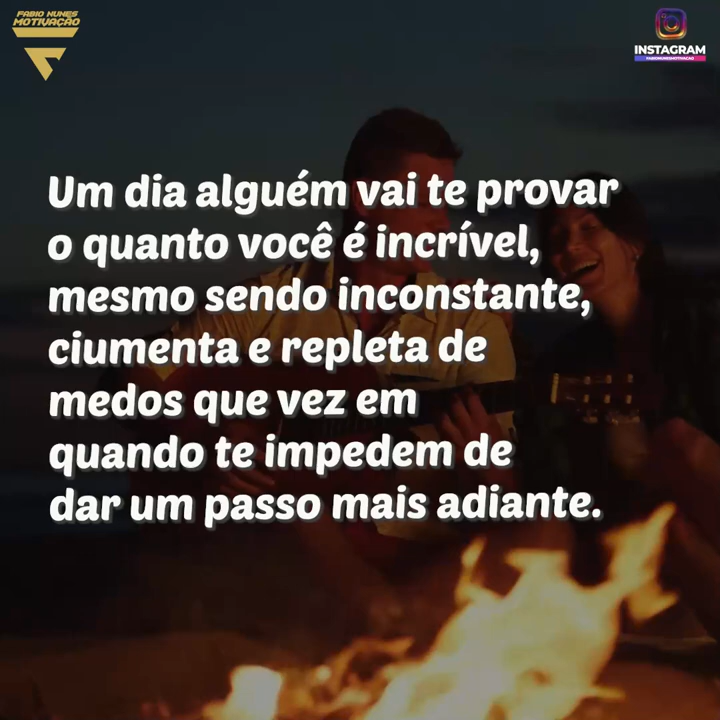 FABIO NUNES
MOTIVAÇÃO
INSTAGRAM
FABIONUNESMOTIVACAO
Um dia alguém vai te provar
o quanto você é incrível,
mesmo sendo inconstante,
ciumenta e repleta de
medos que vez em
quando te impedem de
dar um passo mais adiante.